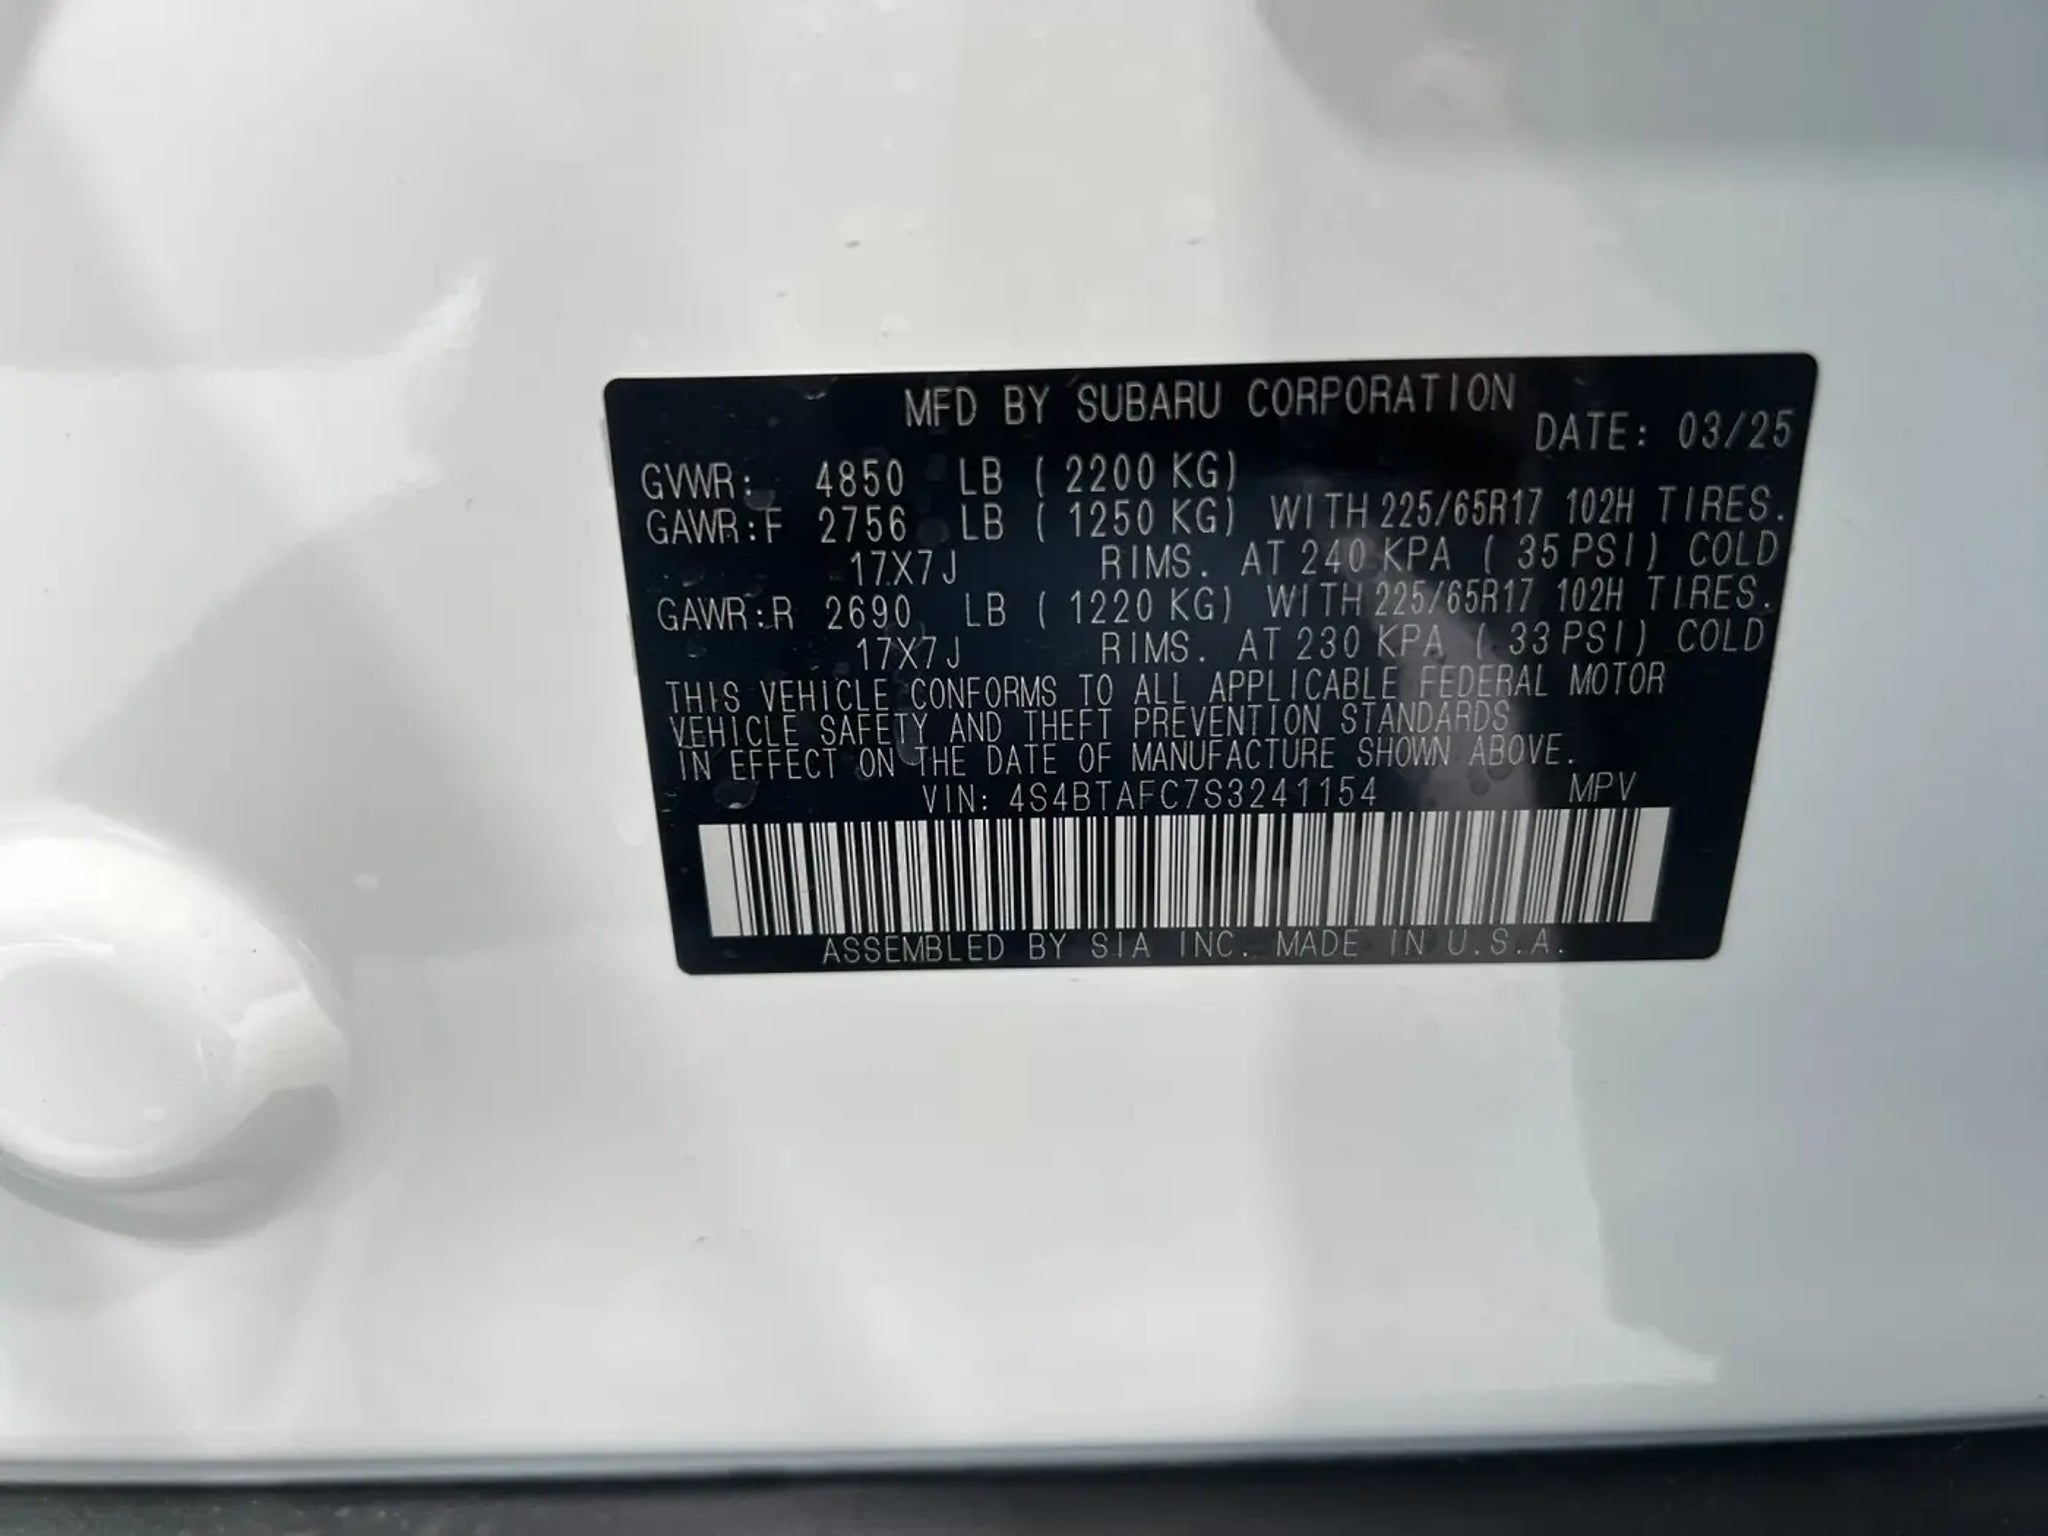 MFD BY SUBARU CORPORATION
DATE: 03/25
GVWR: 4850 LB ( 2200 KG)
GAWR:F 2756 LB ( 1250 KG) WITH 225/65R17 102H TIRES.
17X7J RIMS. AT 240 KPA ( 35 PSI) COLD
GAWR:R 2690 LB ( 1220 KG) WITH 225/65R17 102H TIRES.
17X7J RIMS. AT 230 KPA ( 33 PSI) COLD
THIS VEHICLE CONFORMS TO ALL APPLICABLE FEDERAL MOTOR
VEHICLE SAFETY AND THEFT PREVENTION STANDARDS
IN EFFECT ON THE DATE OF MANUFACTURE SHOWN ABOVE.
VIN: 4S4BTAFC7S3241154 MPV
ASSEMBLED BY SIA INC. MADE IN U.S.A.